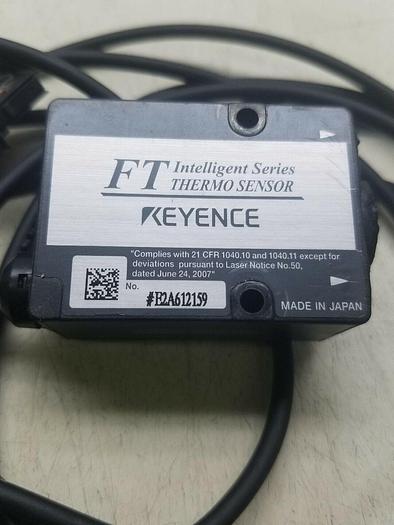 FT Intelligent Series
THERMO SENSOR
KEYENCE
"Complies with 21 CFR 1040.10 and 1040.11 except for
deviations pursuant to Laser Notice No.50,
dated June 24, 2007"
No.
#E2A612159
MADE IN JAPAN